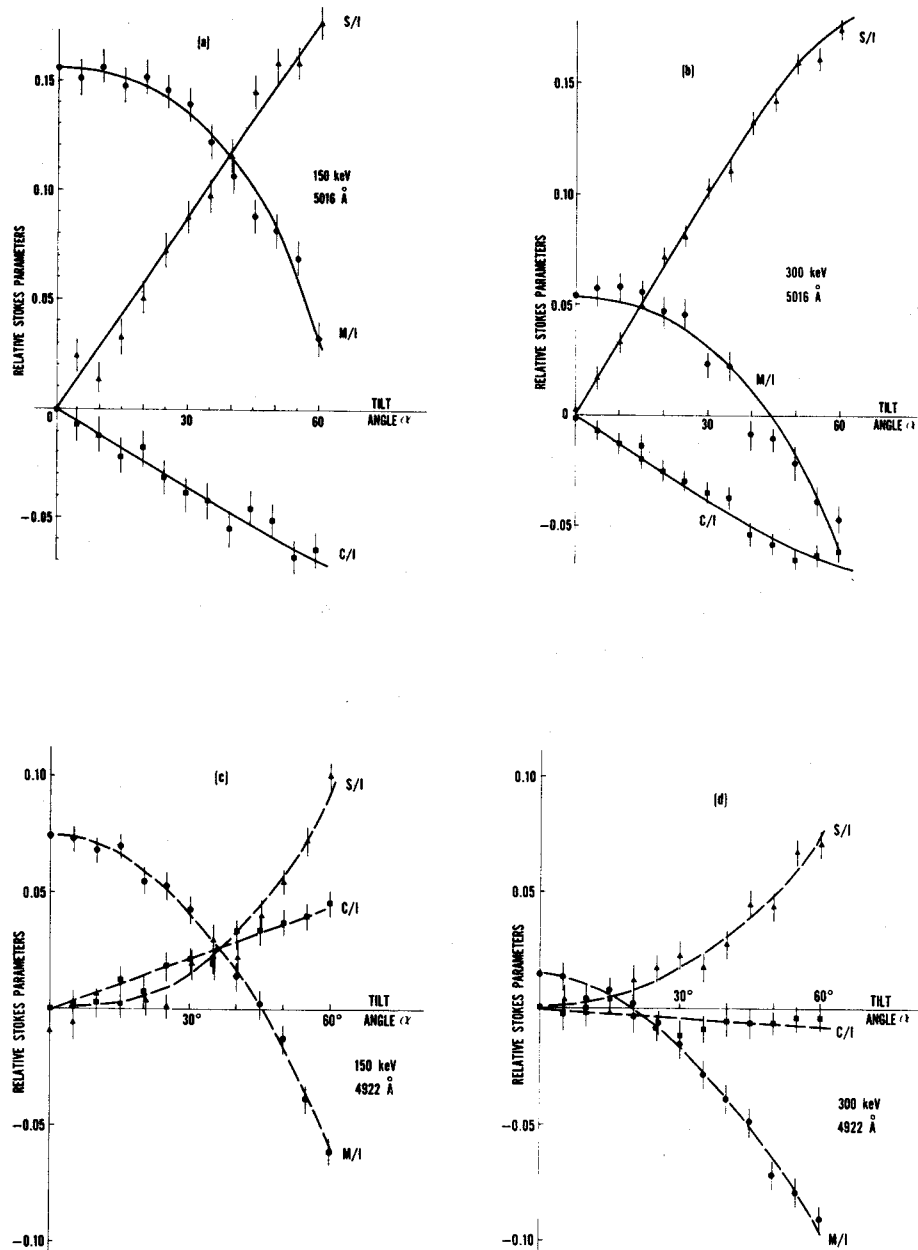 (a)
S/I
0.15
150 keV
5016 Å
0.10
RELATIVE STOKES PARAMETERS
0.05
M/I
0
30
60
TILT
ANGLE α
−0.05
C/I
(b)
S/I
0.15
0.10
300 keV
5016 Å
RELATIVE STOKES PARAMETERS
0.05
M/I
0
30
60
TILT
ANGLE α
−0.05
C/I
(c)
0.10
S/I
0.05
C/I
RELATIVE STOKES PARAMETERS
0
30°
60°
TILT
ANGLE α
150 keV
4922 Å
−0.05
M/I
−0.10
(d)
0.10
S/I
0.05
RELATIVE STOKES PARAMETERS
0
30°
60°
TILT
ANGLE α
C/I
300 keV
4922 Å
−0.05
M/I
−0.10